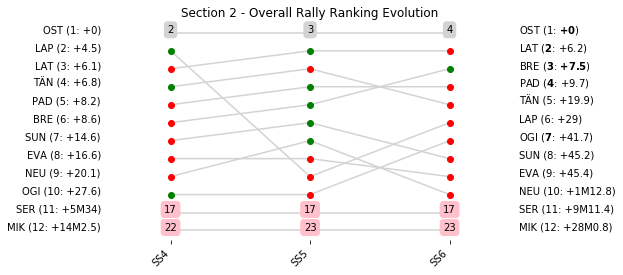 Section 2 - Overall Rally Ranking Evolution
OST (1: +0) 2 3 4 OST (1: +0)
LAP (2: +4.5) LAT (2: +6.2)
LAT (3: +6.1) BRE (3: +7.5)
TÄN (4: +6.8) PAD (4: +9.7)
PAD (5: +8.2) TÄN (5: +19.9)
BRE (6: +8.6) LAP (6: +29)
SUN (7: +14.6) OGI (7: +41.7)
EVA (8: +16.6) SUN (8: +45.2)
NEU (9: +20.1) EVA (9: +45.4)
OGI (10: +27.6) NEU (10: +1M12.8)
SER (11: +5M34) 17 17 17 SER (11: +9M11.4)
MIK (12: +14M2.5) 22 23 23 MIK (12: +28M0.8)
SS4 SS5 SS6